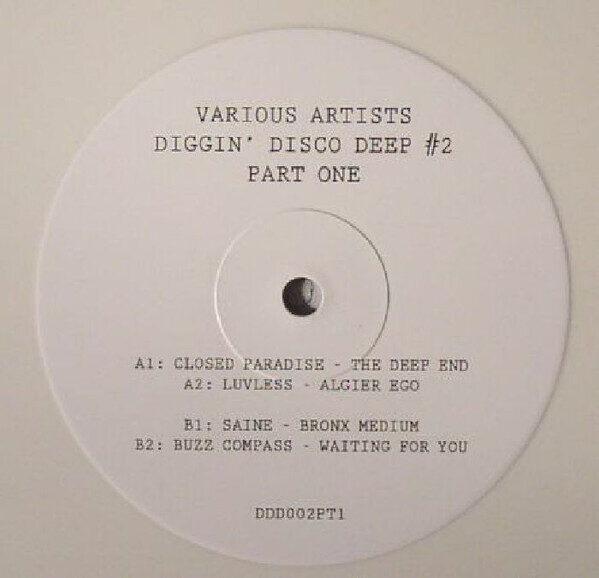 VARIOUS ARTISTS
DIGGIN' DISCO DEEP #2
PART ONE
A1: CLOSED PARADISE - THE DEEP END
A2: LUVLESS - ALGIER EGO
B1: SAINE - BRONX MEDIUM
B2: BUZZ COMPASS - WAITING FOR YOU
DDD002PT1